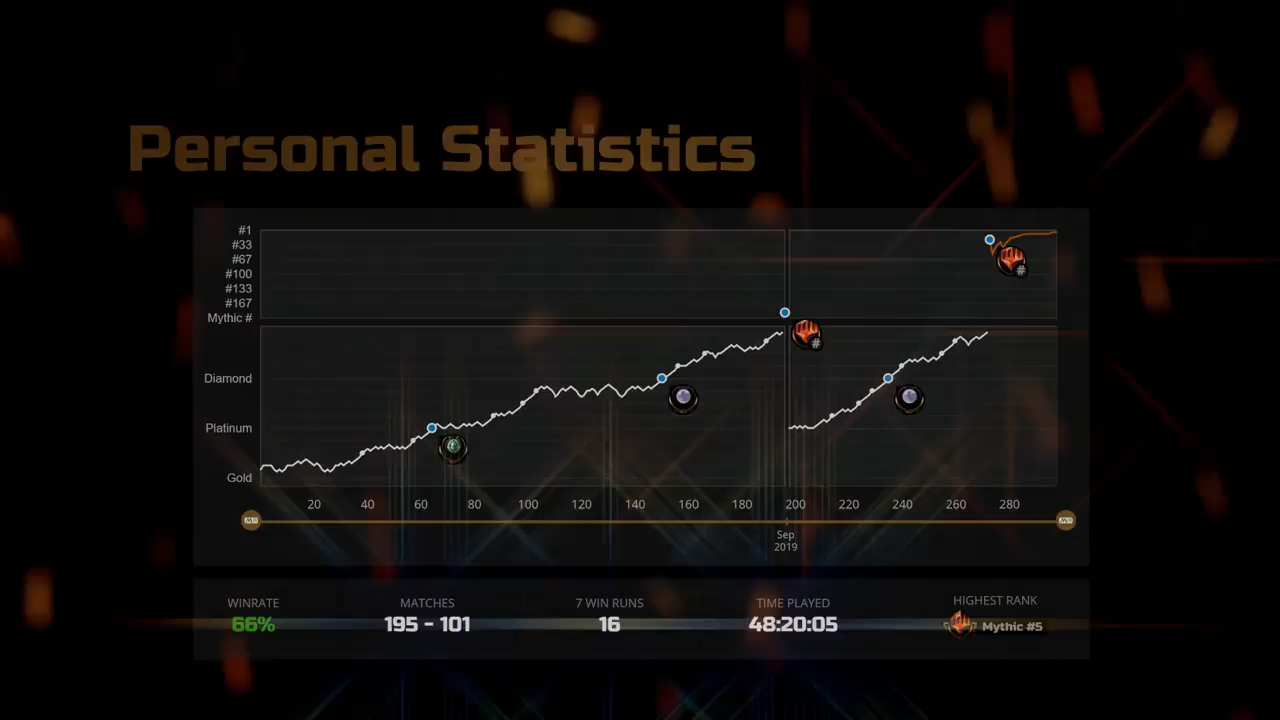 Personal Statistics
#1
#33
#67
#100
#133
#167
Mythic #
Diamond
Platinum
Gold
20 40 60 80 100 120 140 160 180 200 220 240 260 280
Sep
2019
WINRATE MATCHES 7 WIN RUNS TIME PLAYED HIGHEST RANK
66% 195 - 101 16 48:20:05 Mythic #5